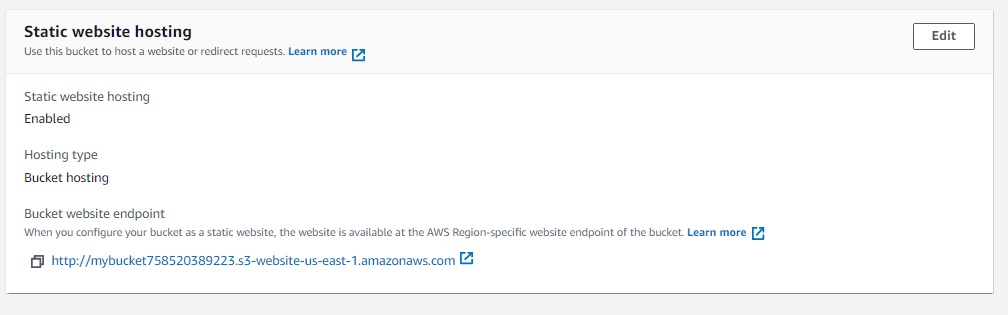 Static website hosting
Edit
Use this bucket to host a website or redirect requests. Learn more
Static website hosting
Enabled
Hosting type
Bucket hosting
Bucket website endpoint
When you configure your bucket as a static website, the website is available at the AWS Region-specific website endpoint of the bucket. Learn more
http://mybucket758520389223.s3-website-us-east-1.amazonaws.com